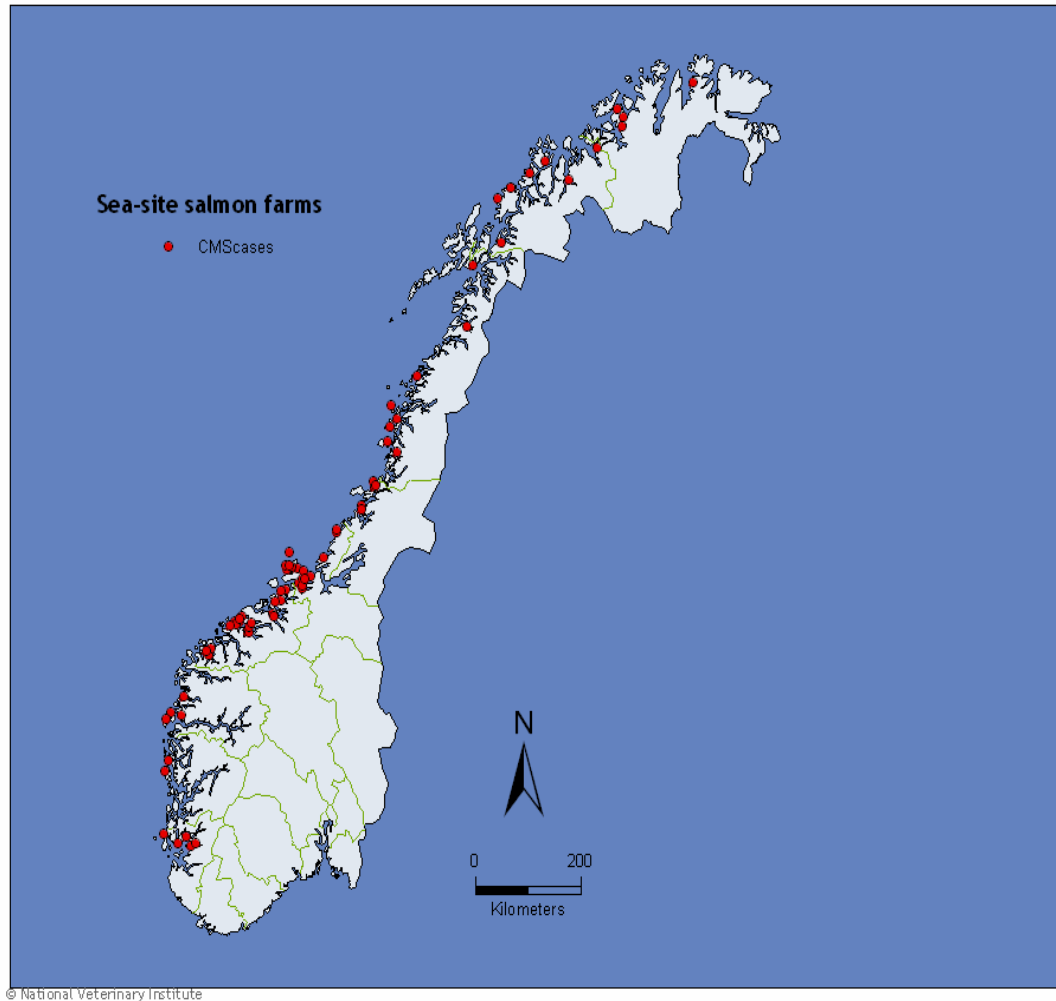 Sea-site salmon farms
CMScases
N
0 200
Kilometers
© National Veterinary Institute